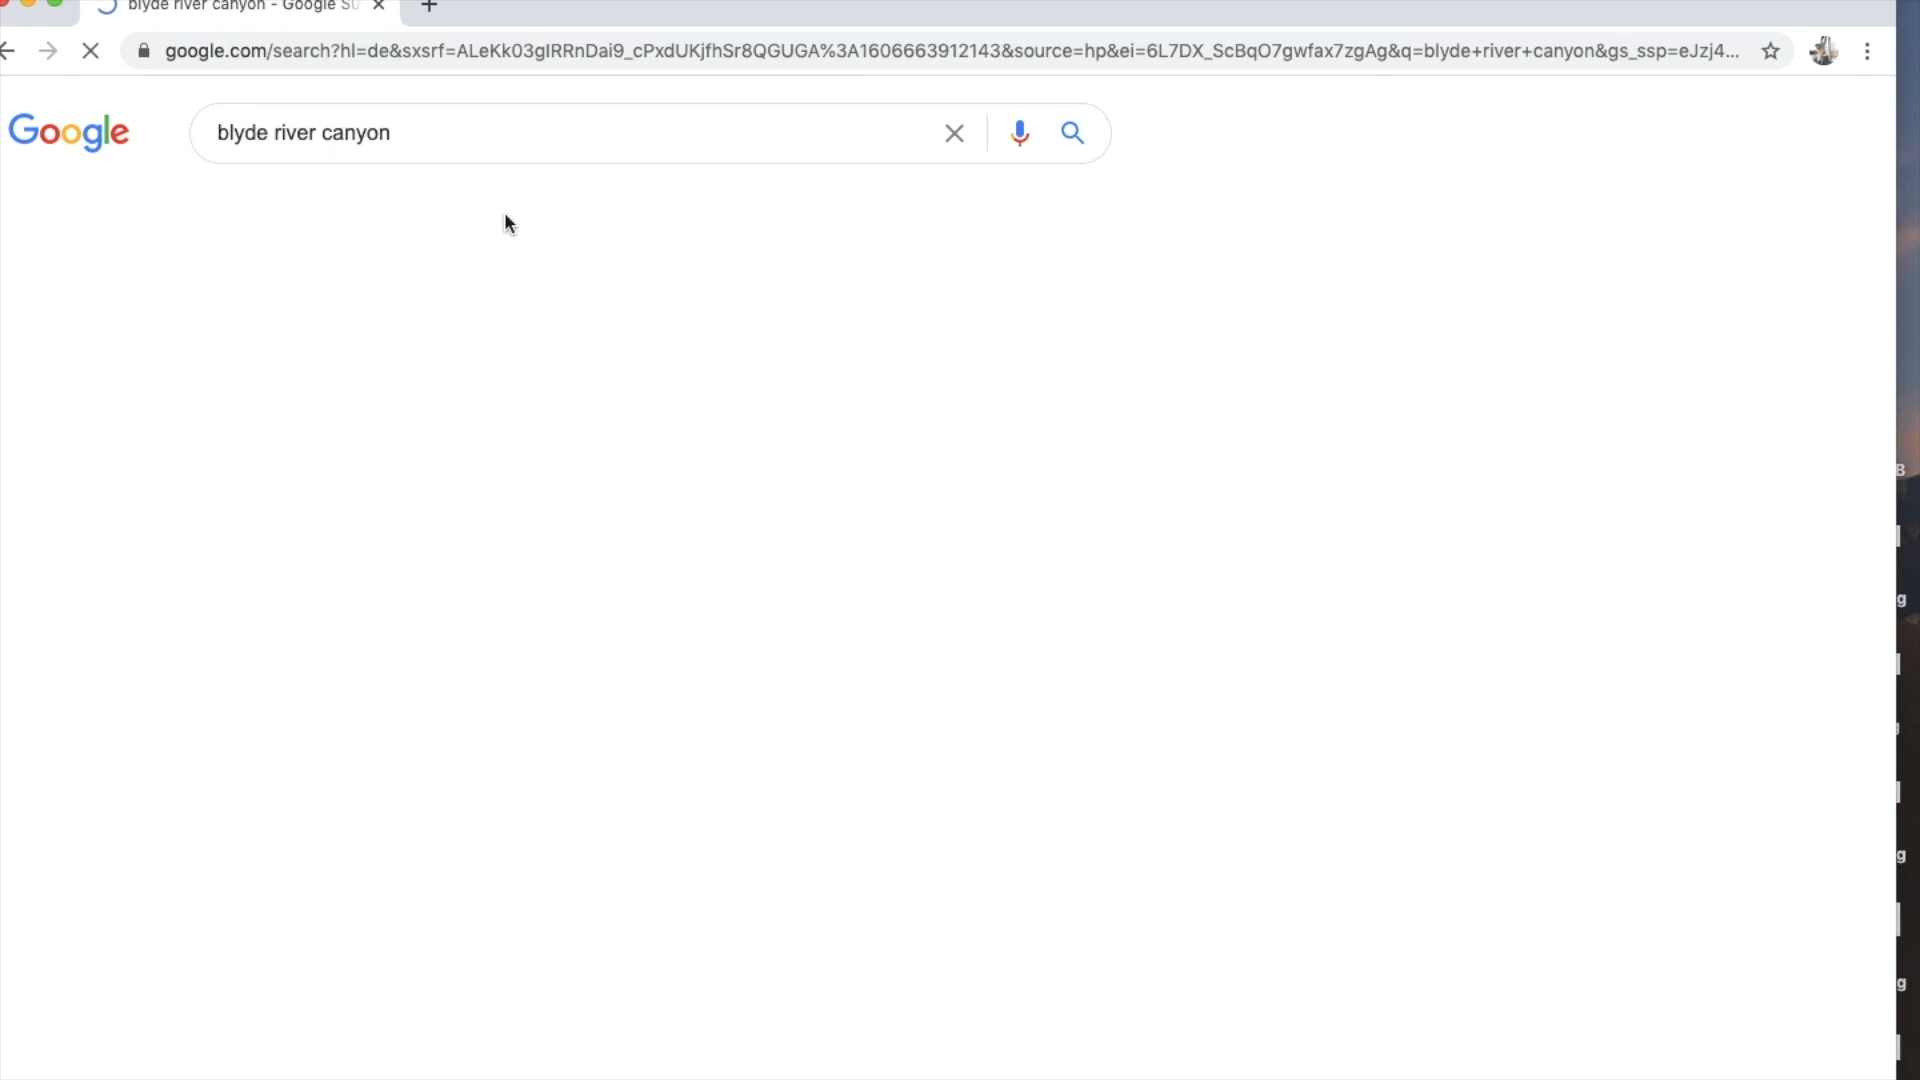 blyde river canyon - Google Su
google.com/search?hl=de&sxsrf=ALeKk03gIRRnDai9_cPxdUKjfhSr8QGUGA%3A1606663912143&source=hp&ei=6L7DX_ScBqO7gwfax7zgAg&q=blyde+river+canyon&gs_ssp=eJzj4...
Google
blyde river canyon
B
g
g
g